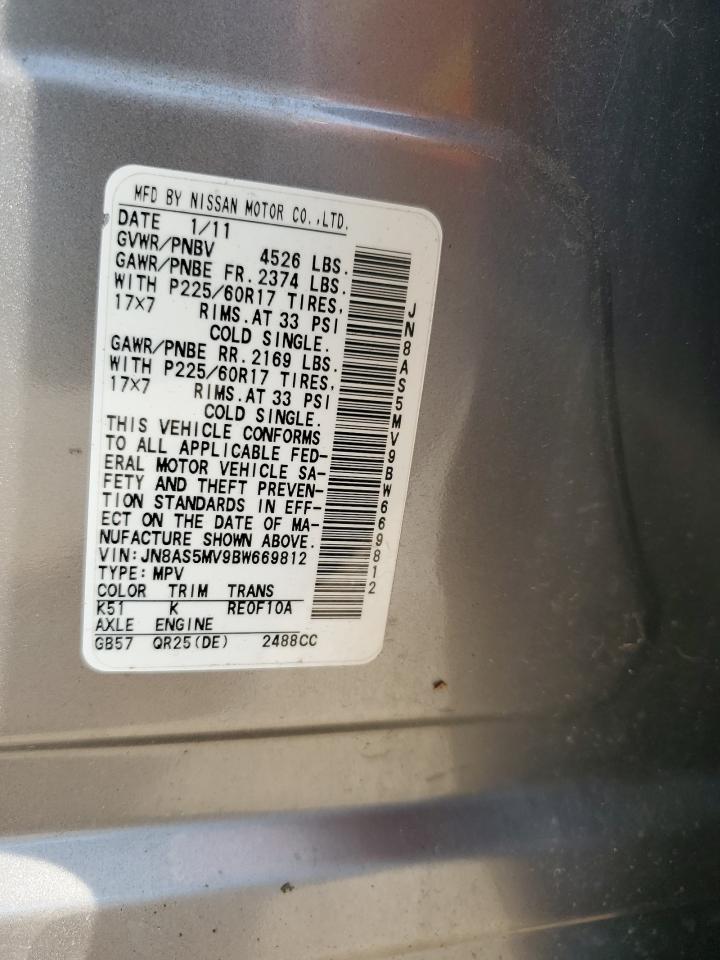 MFD BY NISSAN MOTOR CO.,LTD.
DATE 1/11
GVWR/PNBV 4526 LBS.
GAWR/PNBE FR. 2374 LBS.
WITH P225/60R17 TIRES,
17X7 RIMS.AT 33 PSI
COLD SINGLE.
GAWR/PNBE RR. 2169 LBS.
WITH P225/60R17 TIRES,
17X7 RIMS.AT 33 PSI
COLD SINGLE.
THIS VEHICLE CONFORMS
TO ALL APPLICABLE FED-
ERAL MOTOR VEHICLE SA-
FETY AND THEFT PREVEN-
TION STANDARDS IN EFF-
ECT ON THE DATE OF MA-
NUFACTURE SHOWN ABOVE.
VIN:JN8AS5MV9BW669812
TYPE:MPV
COLOR TRIM TRANS
K51 K RE0F10A
AXLE ENGINE
GB57 QR25(DE) 2488CC
JN8AS5MV9BW669812